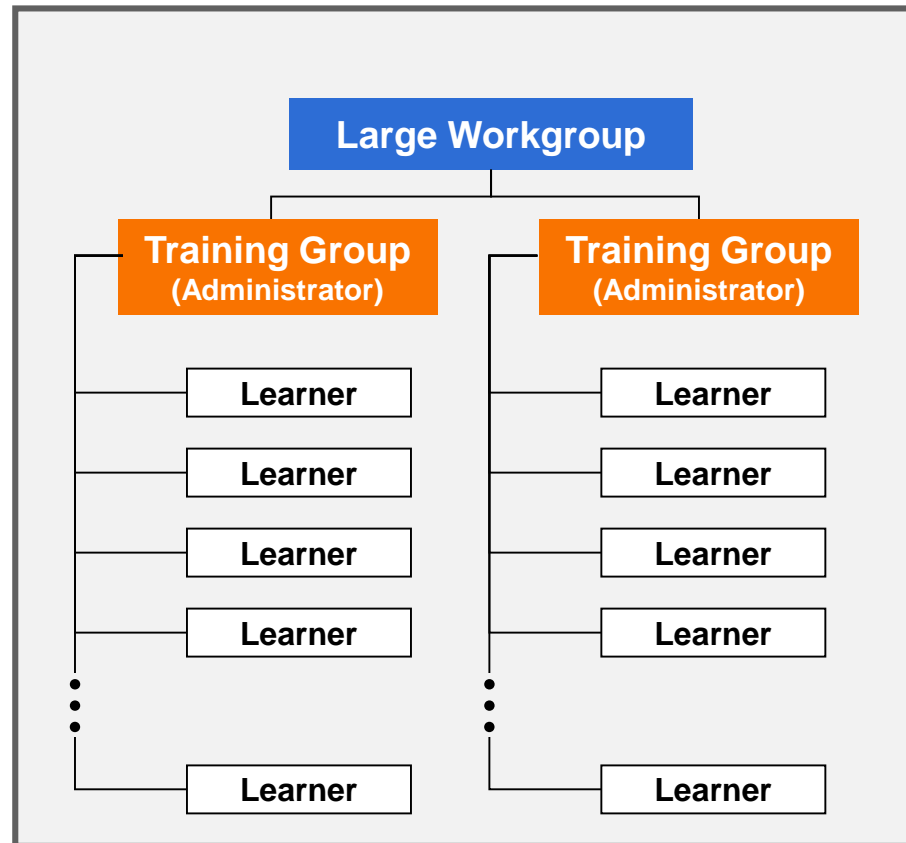 Large Workgroup
Training Group
(Administrator)
Learner
Learner
Learner
Learner
Learner
Training Group
(Administrator)
Learner
Learner
Learner
Learner
Learner